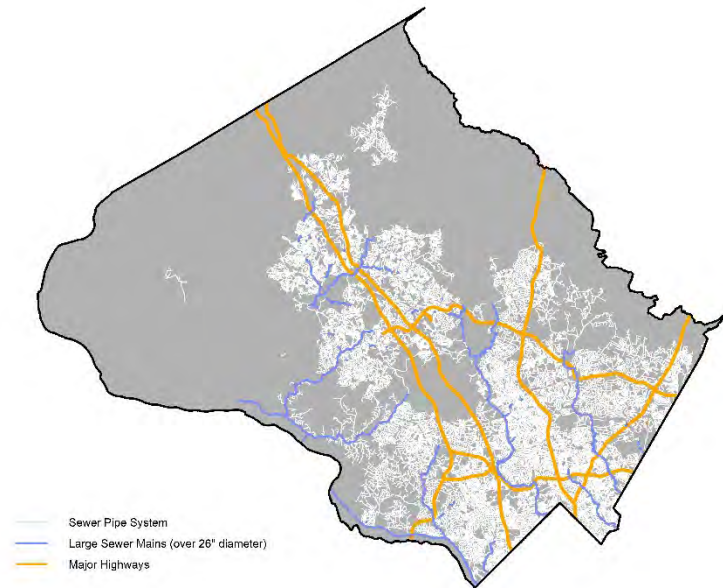 Sewer Pipe System
Large Sewer Mains (over 26" diameter)
Major Highways